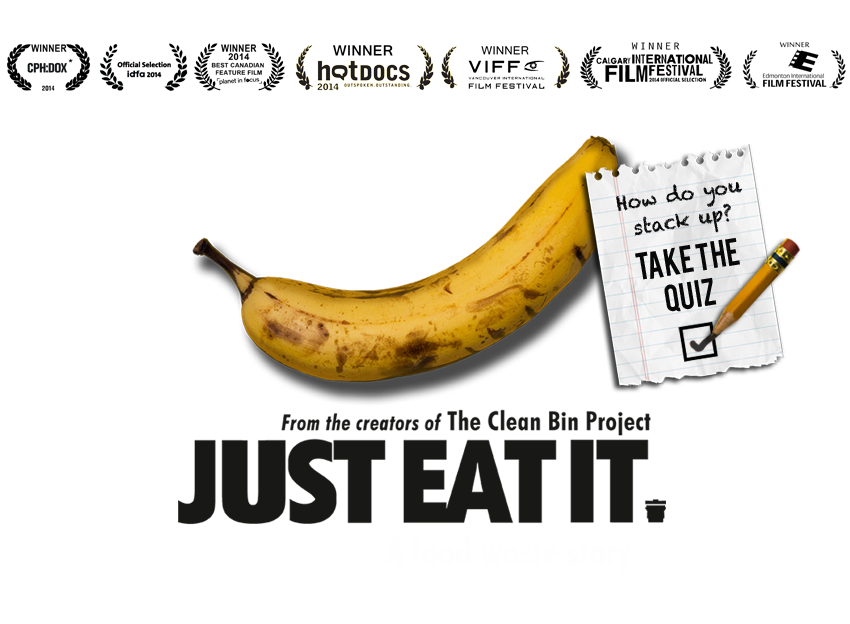 WINNER
CPH:DOX*
2014
Official Selection
idfa 2014
WINNER
2014
BEST CANADIAN
FEATURE FILM
planet in focus
WINNER
hotDOCS
2014 OUTSPOKEN. OUTSTANDING.
WINNER
VIFF
VANCOUVER INTERNATIONAL
FILM FESTIVAL
WINNER
CALGARY INTERNATIONAL
FILM FESTIVAL
2014 OFFICIAL SELECTION
WINNER
Edmonton International
FILM FESTIVAL
How do you
stack up?
TAKE THE
QUIZ
From the creators of The Clean Bin Project
JUST EAT IT.